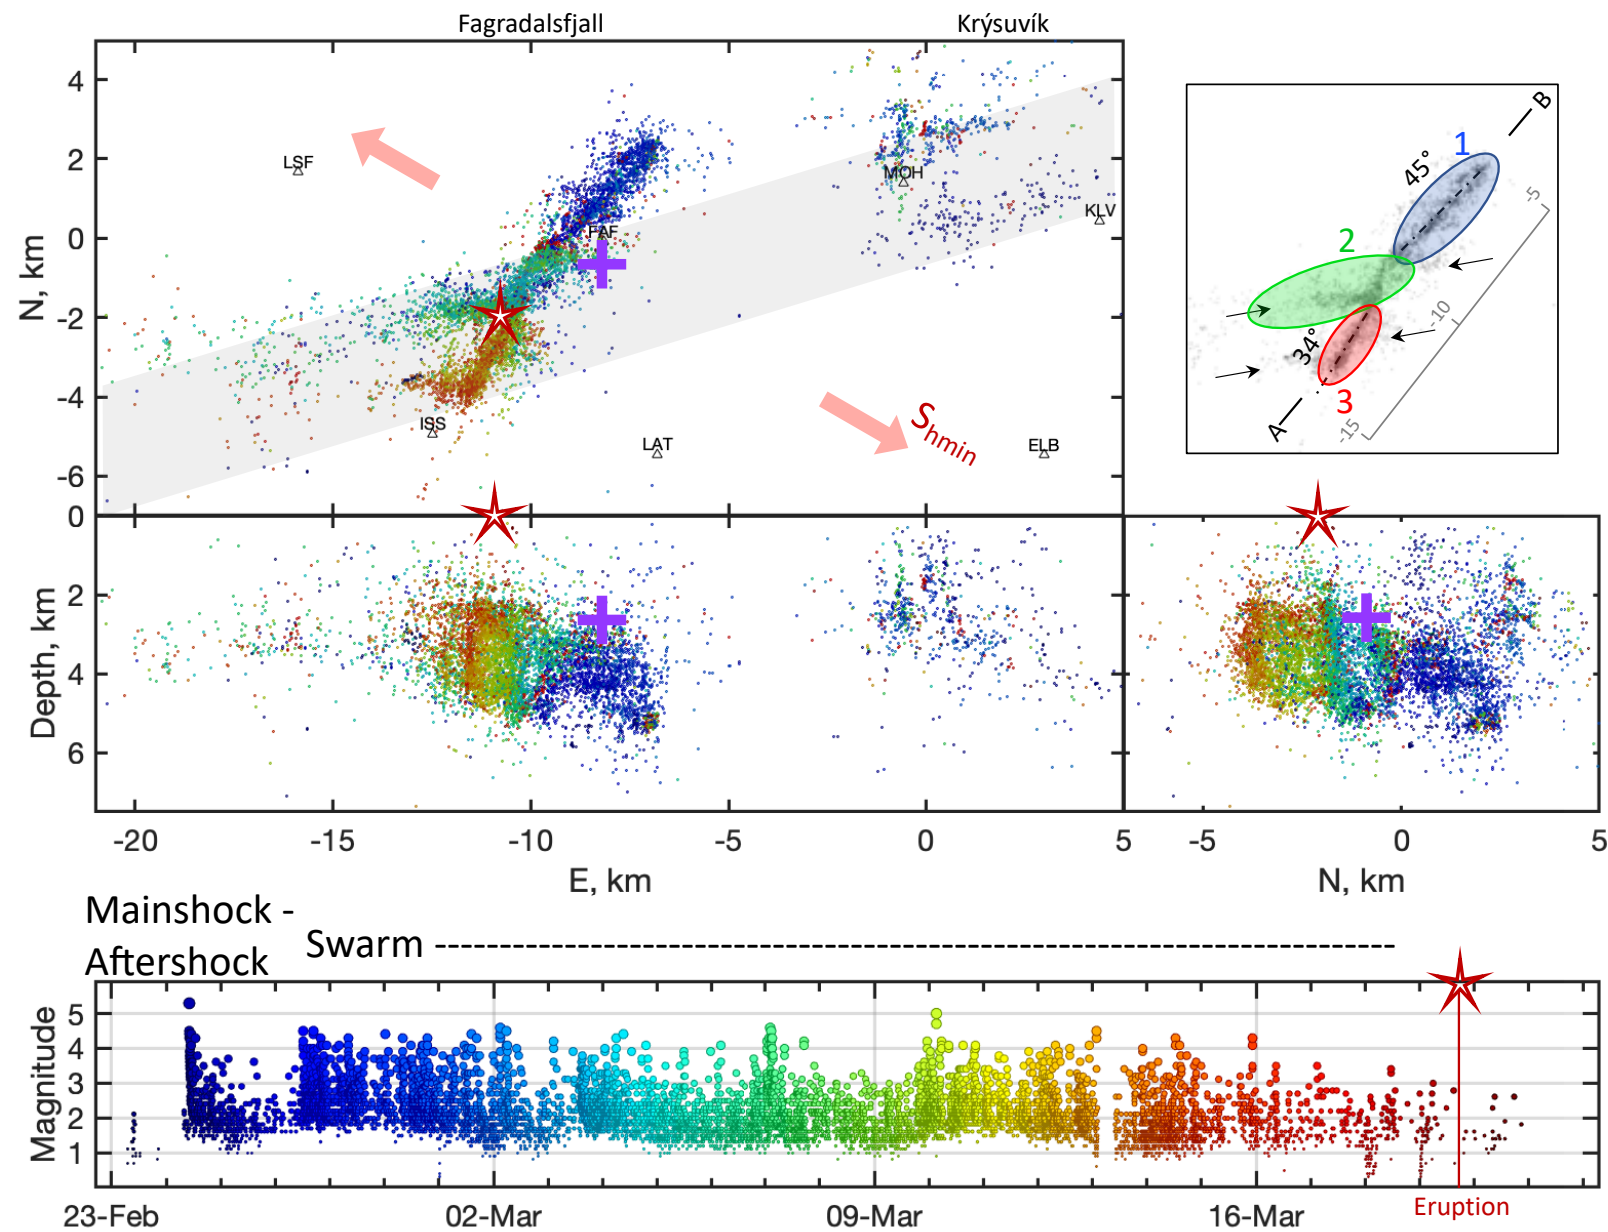 Fagradalsfjall
Krýsuvík
4
2
0
-2
-4
-6
N, km
LSF
FAF
MOH
KLV
ISS
LAT
ELB
Shmin
B
1
45°
-5
2
-10
34°
3
A
-15
0
2
4
6
Depth, km
-20
-15
-10
-5
0
5
E, km
-5
0
5
N, km
Mainshock -
Aftershock
Swarm ----------------------------------------------------------------------
5
4
3
2
1
Magnitude
23-Feb
02-Mar
09-Mar
16-Mar
Eruption